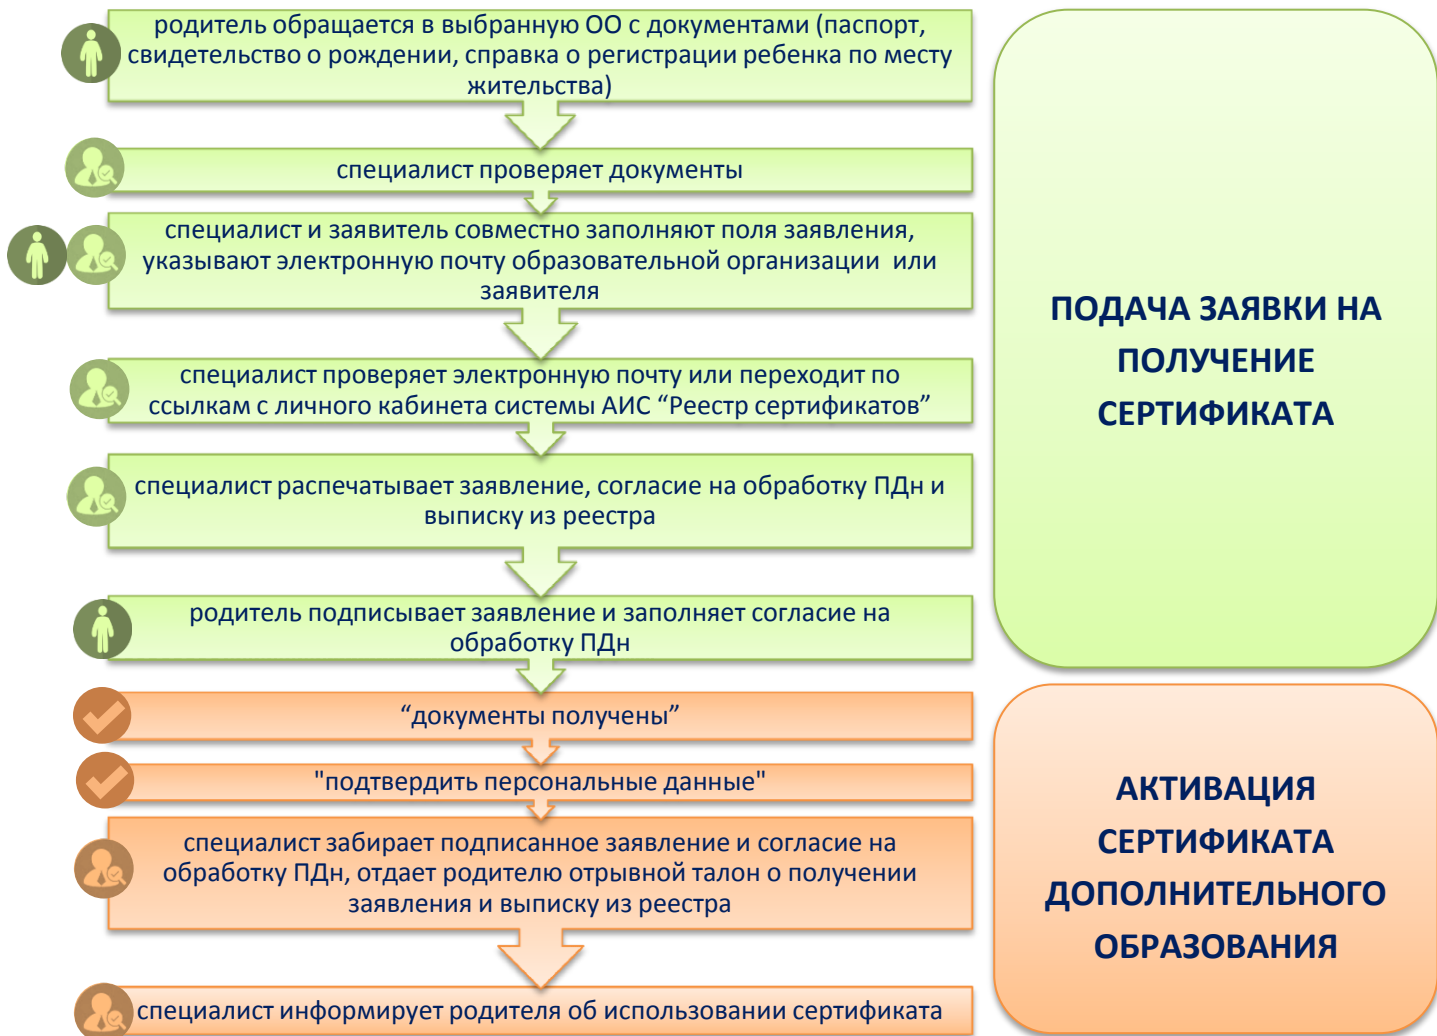 родитель обращается в выбранную ОО с документами (паспорт,
свидетельство о рождении, справка о регистрации ребенка по месту
жительства)
специалист проверяет документы
специалист и заявитель совместно заполняют поля заявления,
указывают электронную почту образовательной организации или
заявителя
специалист проверяет электронную почту или переходит по
ссылкам с личного кабинета системы АИС “Реестр сертификатов”
специалист распечатывает заявление, согласие на обработку ПДн и
выписку из реестра
родитель подписывает заявление и заполняет согласие на
обработку ПДн
ПОДАЧА ЗАЯВКИ НА
ПОЛУЧЕНИЕ
СЕРТИФИКАТА
“документы получены”
"подтвердить персональные данные"
специалист забирает подписанное заявление и согласие на
обработку ПДн, отдает родителю отрывной талон о получении
заявления и выписку из реестра
специалист информирует родителя об использовании сертификата
АКТИВАЦИЯ
СЕРТИФИКАТА
ДОПОЛНИТЕЛЬНОГО
ОБРАЗОВАНИЯ